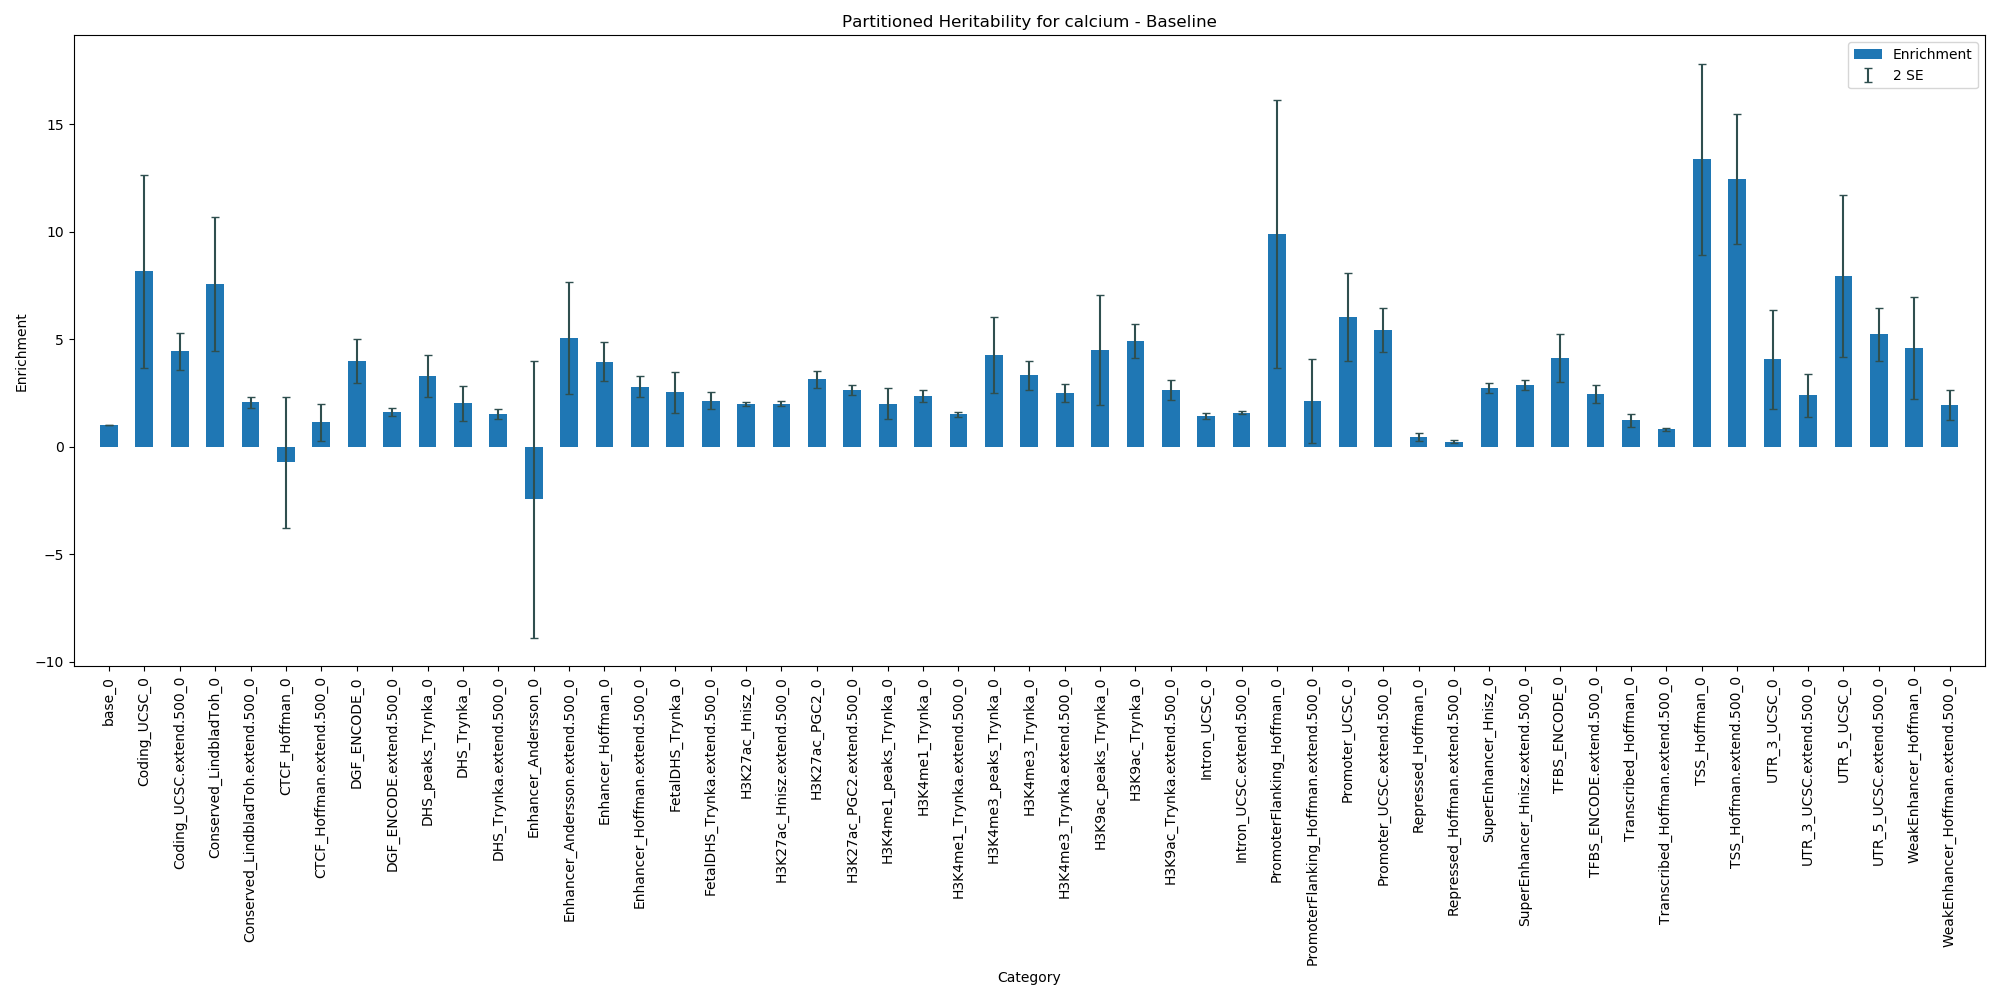 Partitioned Heritability for calcium - Baseline
Enrichment
2 SE
Enrichment
15
10
5
0
−5
−10
base_0
Coding_UCSC_0
Coding_UCSC.extend.500_0
Conserved_LindbladToh_0
Conserved_LindbladToh.extend.500_0
CTCF_Hoffman_0
CTCF_Hoffman.extend.500_0
DGF_ENCODE_0
DGF_ENCODE.extend.500_0
DHS_peaks_Trynka_0
DHS_Trynka_0
DHS_Trynka.extend.500_0
Enhancer_Andersson_0
Enhancer_Andersson.extend.500_0
Enhancer_Hoffman_0
Enhancer_Hoffman.extend.500_0
FetalDHS_Trynka_0
FetalDHS_Trynka.extend.500_0
H3K27ac_Hnisz_0
H3K27ac_Hnisz.extend.500_0
H3K27ac_PGC2_0
H3K27ac_PGC2.extend.500_0
H3K4me1_peaks_Trynka_0
H3K4me1_Trynka_0
H3K4me1_Trynka.extend.500_0
H3K4me3_peaks_Trynka_0
H3K4me3_Trynka_0
H3K4me3_Trynka.extend.500_0
H3K9ac_peaks_Trynka_0
H3K9ac_Trynka_0
H3K9ac_Trynka.extend.500_0
Intron_UCSC_0
Intron_UCSC.extend.500_0
PromoterFlanking_Hoffman_0
PromoterFlanking_Hoffman.extend.500_0
Promoter_UCSC_0
Promoter_UCSC.extend.500_0
Repressed_Hoffman_0
Repressed_Hoffman.extend.500_0
SuperEnhancer_Hnisz_0
SuperEnhancer_Hnisz.extend.500_0
TFBS_ENCODE_0
TFBS_ENCODE.extend.500_0
Transcribed_Hoffman_0
Transcribed_Hoffman.extend.500_0
TSS_Hoffman_0
TSS_Hoffman.extend.500_0
UTR_3_UCSC_0
UTR_3_UCSC.extend.500_0
UTR_5_UCSC_0
UTR_5_UCSC.extend.500_0
WeakEnhancer_Hoffman_0
WeakEnhancer_Hoffman.extend.500_0
Category